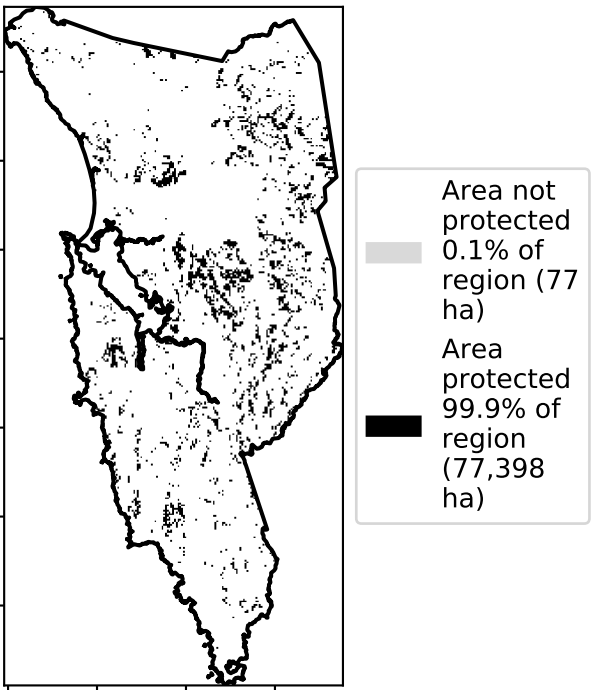 Area not
protected
0.1% of
region (77
ha)
Area
protected
99.9% of
region
(77,398
ha)